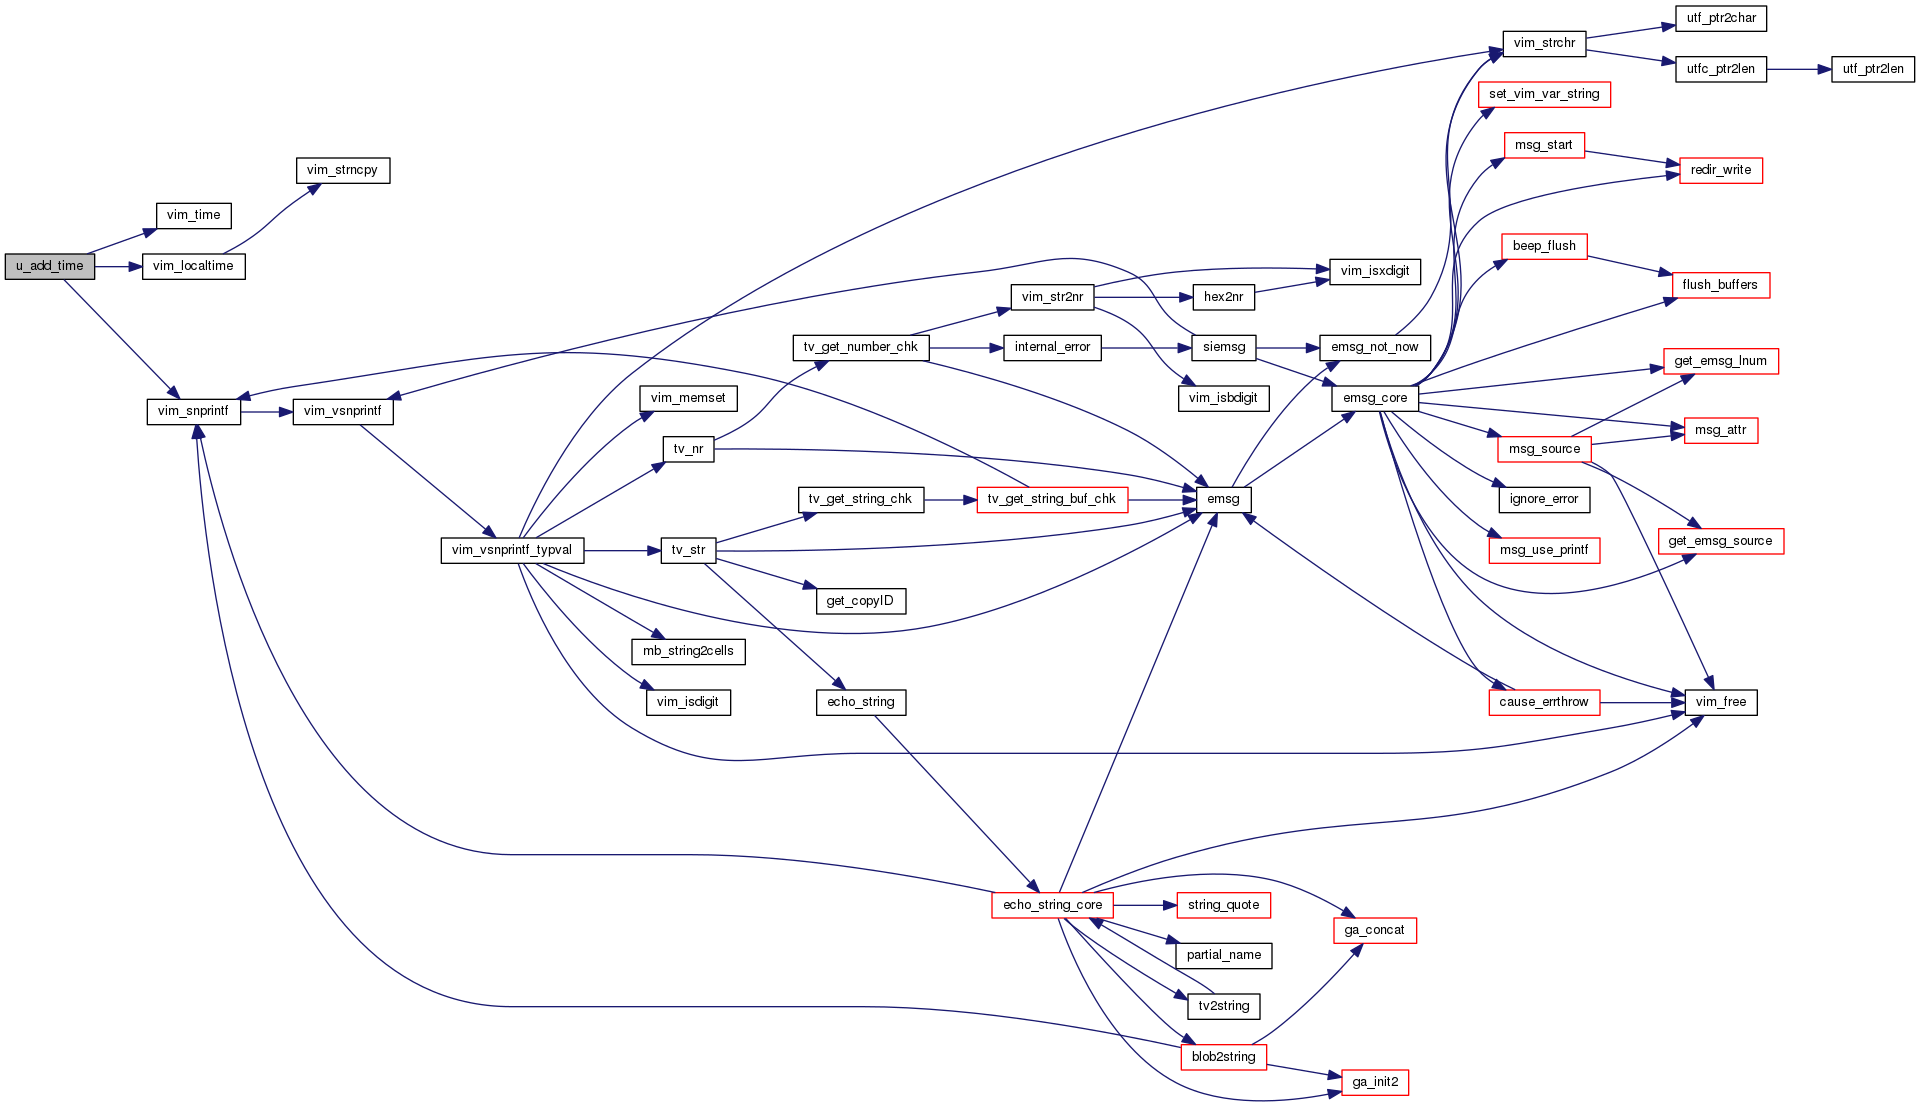 utf_ptr2char
vim_strchr
utfc_ptr2len
utf_ptr2len
set_vim_var_string
msg_start
vim_strncpy
redir_write
vim_time
beep_flush
u_add_time
vim_localtime
vim_isxdigit
flush_buffers
vim_str2nr
hex2nr
tv_get_number_chk
internal_error
siemsg
emsg_not_now
get_emsg_lnum
vim_memset
vim_isbdigit
emsg_core
vim_snprintf
vim_vsnprintf
msg_attr
tv_nr
msg_source
tv_get_string_chk
tv_get_string_buf_chk
emsg
ignore_error
get_emsg_source
vim_vsnprintf_typval
tv_str
msg_use_printf
get_copyID
mb_string2cells
vim_isdigit
echo_string
cause_errthrow
vim_free
echo_string_core
string_quote
ga_concat
partial_name
tv2string
blob2string
ga_init2